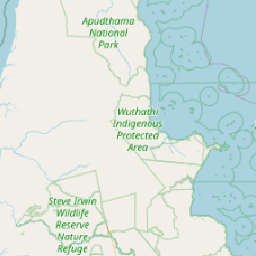 Apudthama
National
Park
Wuthathi
Indigenous
Protected
Area
Steve Irwin
Wildlife
Reserve
Nature
Refuge